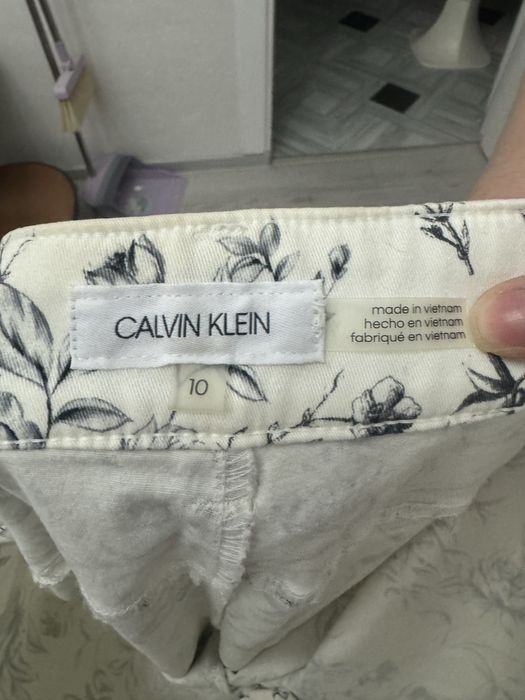 CALVIN KLEIN
10
made in vietnam
hecho en vietnam
fabriqué en vietnam